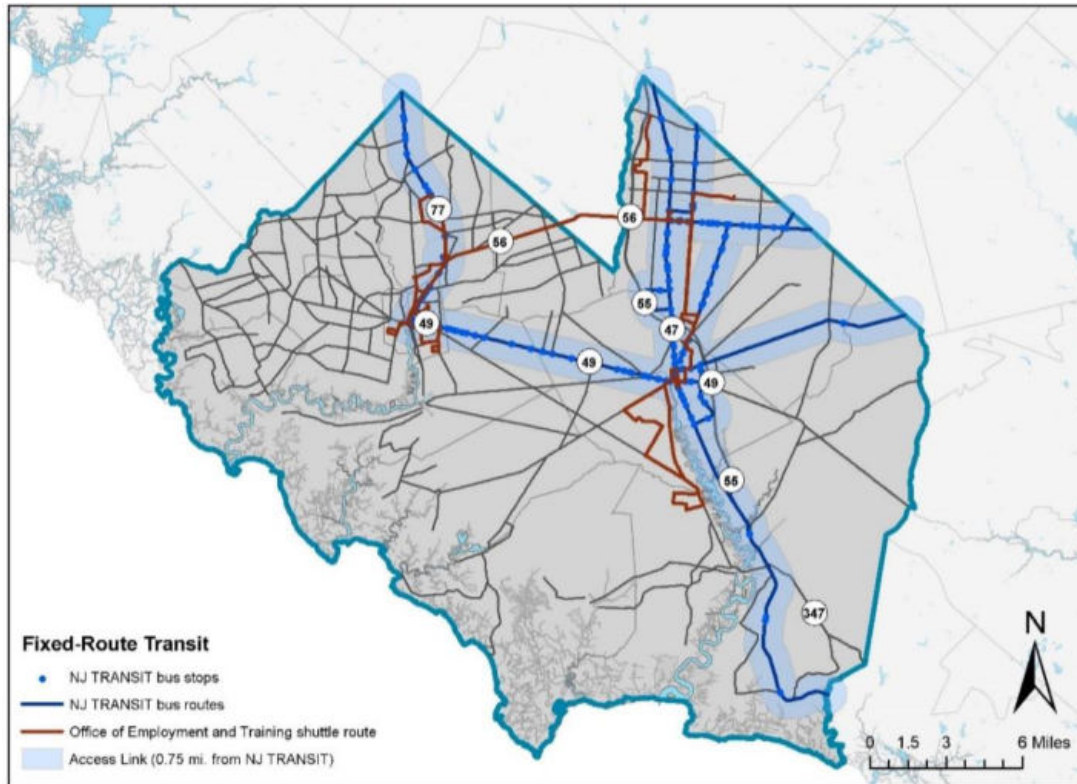 77
56
56
55
49
47
49
49
55
347
Fixed-Route Transit
NJ TRANSIT bus stops
NJ TRANSIT bus routes
Office of Employment and Training shuttle route
Access Link (0.75 mi. from NJ TRANSIT)
N
0 1.5 3 6 Miles